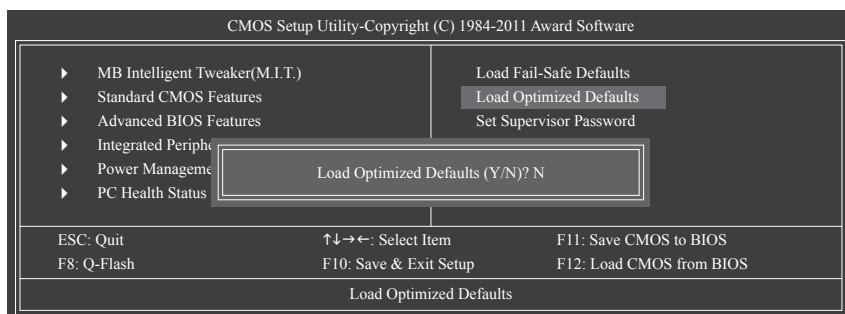 CMOS Setup Utility-Copyright (C) 1984-2011 Award Software
MB Intelligent Tweaker(M.I.T.)
Standard CMOS Features
Advanced BIOS Features
Integrated Periphe
Power Manageme
PC Health Status
Load Fail-Safe Defaults
Load Optimized Defaults
Set Supervisor Password
Load Optimized Defaults (Y/N)? N
ESC: Quit ↑↓→←: Select Item F11: Save CMOS to BIOS
F8: Q-Flash F10: Save & Exit Setup F12: Load CMOS from BIOS
Load Optimized Defaults